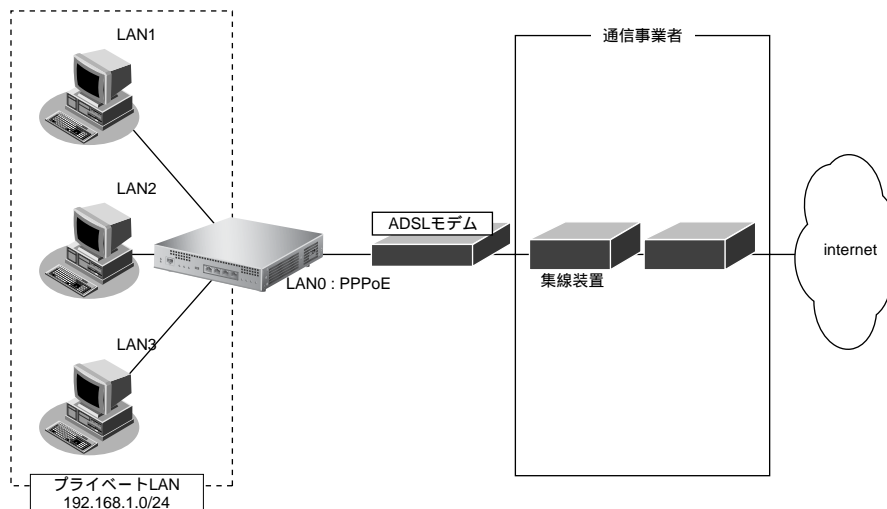 LAN1
通信事業者
LAN2
ADSLモデム
internet
LAN0 : PPPoE
集線装置
LAN3
プライベートLAN
192.168.1.0/24